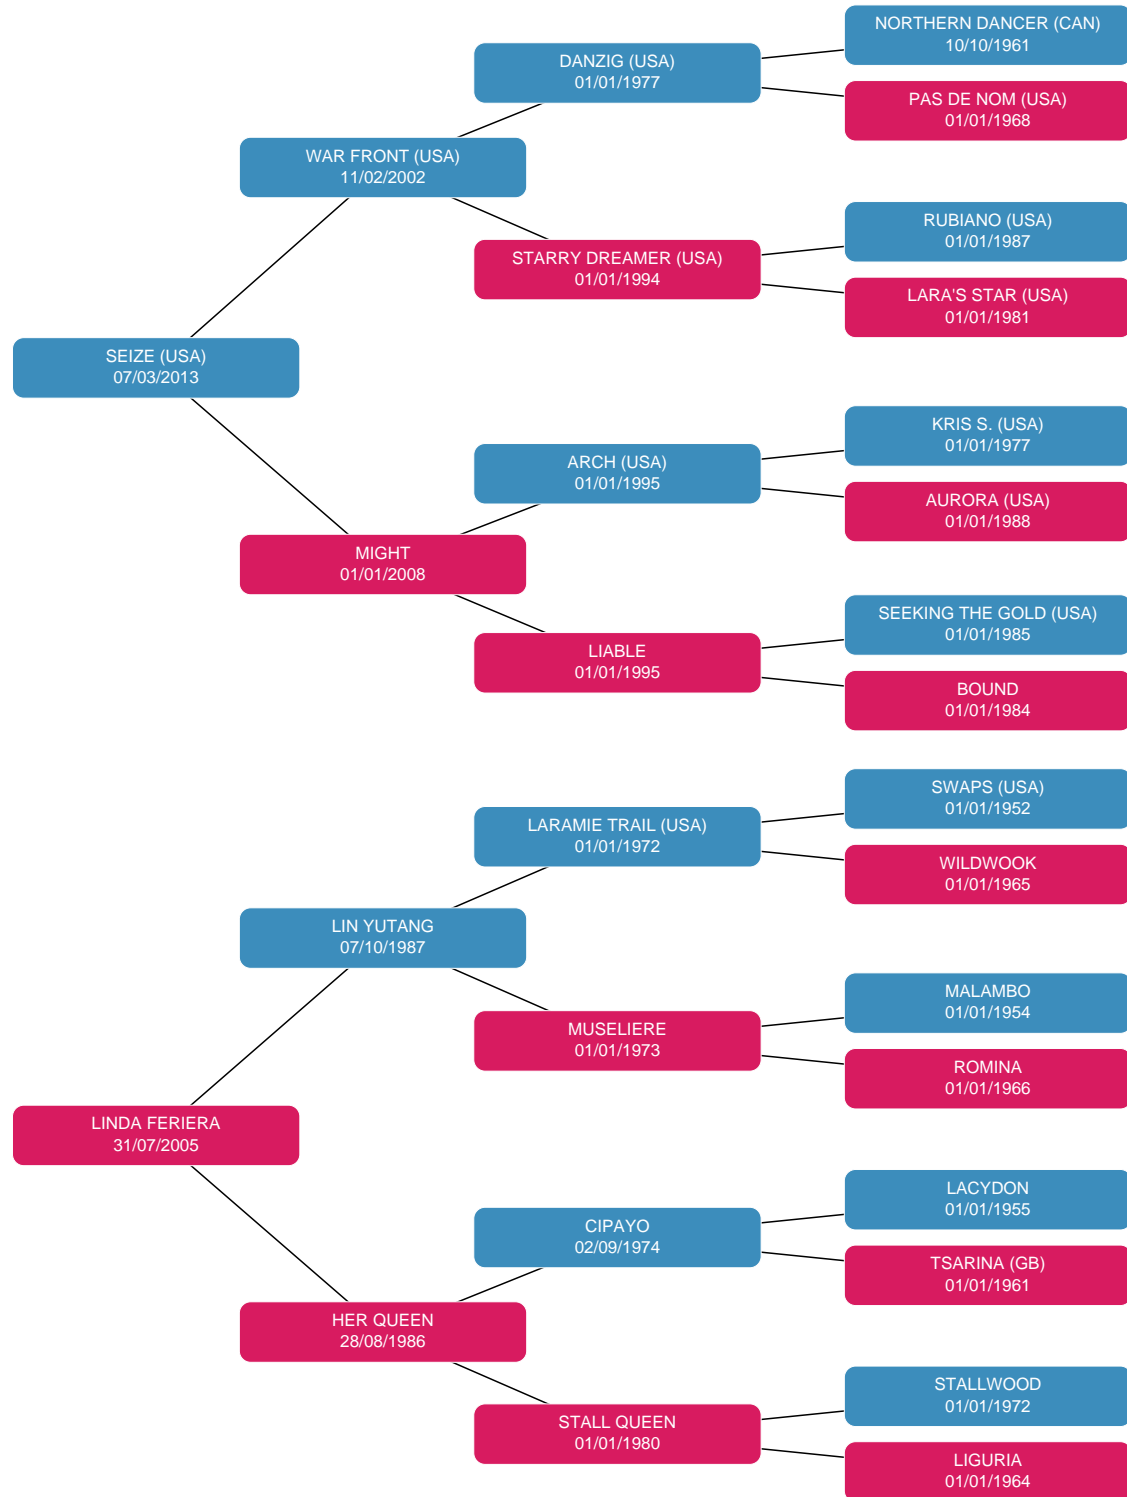 NORTHERN DANCER (CAN)
10/10/1961
DANZIG (USA)
01/01/1977
PAS DE NOM (USA)
01/01/1968
WAR FRONT (USA)
11/02/2002
RUBIANO (USA)
01/01/1987
STARRY DREAMER (USA)
01/01/1994
LARA'S STAR (USA)
01/01/1981
SEIZE (USA)
07/03/2013
KRIS S. (USA)
01/01/1977
ARCH (USA)
01/01/1995
AURORA (USA)
01/01/1988
MIGHT
01/01/2008
SEEKING THE GOLD (USA)
01/01/1985
LIABLE
01/01/1995
BOUND
01/01/1984
SWAPS (USA)
01/01/1952
LARAMIE TRAIL (USA)
01/01/1972
WILDWOOK
01/01/1965
LIN YUTANG
07/10/1987
MALAMBO
01/01/1954
MUSELIERE
01/01/1973
ROMINA
01/01/1966
LINDA FERIERA
31/07/2005
LACYDON
01/01/1955
CIPAYO
02/09/1974
TSARINA (GB)
01/01/1961
HER QUEEN
28/08/1986
STALLWOOD
01/01/1972
STALL QUEEN
01/01/1980
LIGURIA
01/01/1964